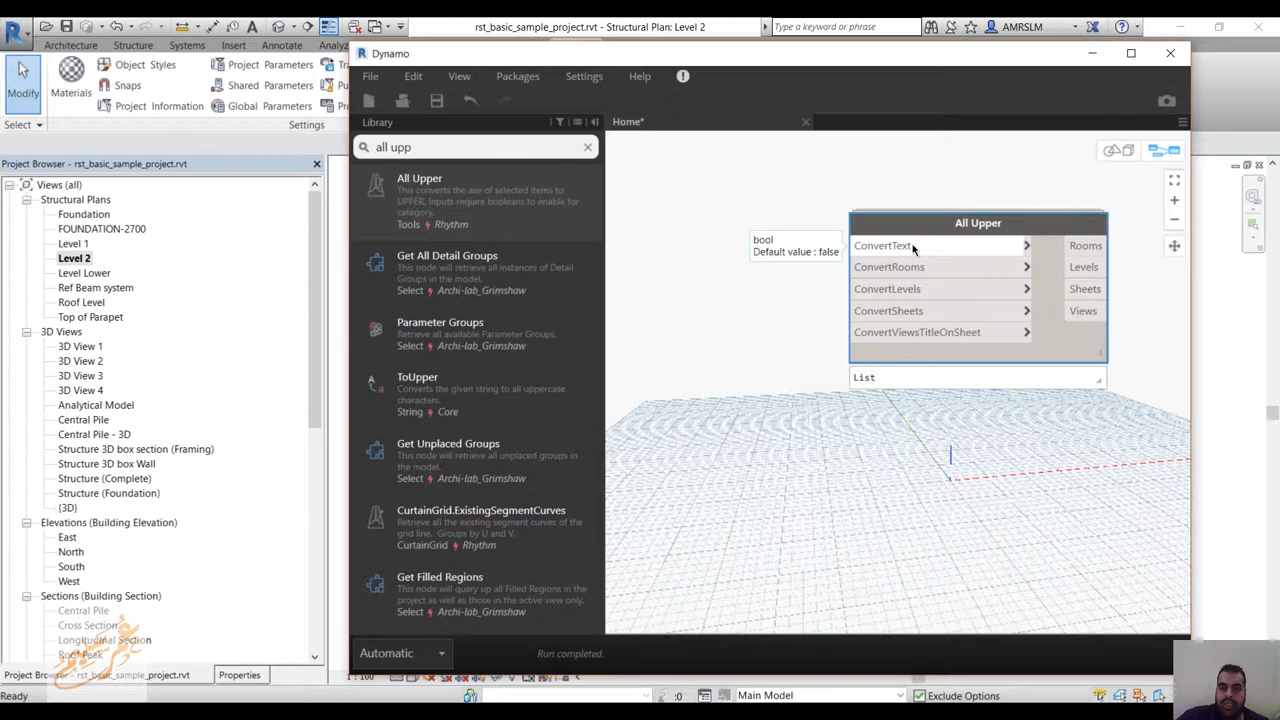 rst_basic_sample_project.rvt - Structural Plan: Level 2
Type a keyword or phrase
AMRSLM
Architecture Structure Systems Insert Annotate
Modify
Materials
Object Styles
Snaps
Project Information
Project Parameters
Shared Parameters
Global Parameters
Select
Settings
Dynamo
File Edit View Packages Settings Help
Library
Home*
all upp
All Upper
This converts the ase of selected items to
UPPER. Inputs require booleans to enable for
category.
Tools Rhythm
Get All Detail Groups
This node will retrieve all instances of Detail
Groups in the model.
Select Archi-lab_Grimshaw
Parameter Groups
Retrieve all available Parameter Groups.
Select Archi-lab_Grimshaw
ToUpper
Converts the given string to all uppercase
characters.
String Core
Get Unplaced Groups
This node will retrieve all unplaced groups in
the model.
Select Archi-lab_Grimshaw
CurtainGrid.ExistingSegmentCurves
Retrieve all the existing segment curves of the
grid line. Groups by U and V.
CurtainGrid Rhythm
Get Filled Regions
This node will query up all Filled Regions in the
project as well as those in the active view only.
Select Archi-lab_Grimshaw
Automatic
Run completed.
bool
Default value : false
All Upper
ConvertText
ConvertRooms
ConvertLevels
ConvertSheets
ConvertViewsTitleOnSheet
Rooms
Levels
Sheets
Views
List
Project Browser - rst_basic_sample_project.rvt
Views (all)
Structural Plans
Foundation
FOUNDATION-2700
Level 1
Level 2
Level Lower
Ref Beam system
Roof Level
Top of Parapet
3D Views
3D View 1
3D View 2
3D View 3
3D View 4
Analytical Model
Central Pile
Central Pile - 3D
Structure 3D box section (Framing)
Structure 3D box Wall
Structure (Complete)
Structure (Foundation)
{3D}
Elevations (Building Elevation)
East
North
South
West
Sections (Building Section)
Central Pile
Cross Section
Longitudinal Section
Roof Peak
Project Browser - rst_basic_sample_project.rvt
Properties
1 : 100
Ready
:0
Main Model
Exclude Options